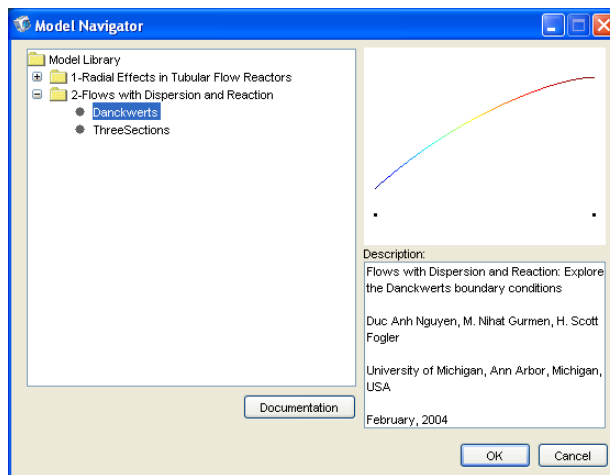 Model Navigator
Model Library
1-Radial Effects in Tubular Flow Reactors
2-Flows with Dispersion and Reaction
Danckwerts
ThreeSections
Description:
Flows with Dispersion and Reaction: Explore
the Danckwerts boundary conditions
Duc Anh Nguyen, M. Nihat Gurmen, H. Scott
Fogler
University of Michigan, Ann Arbor, Michigan,
USA
February, 2004
Documentation
OK
Cancel